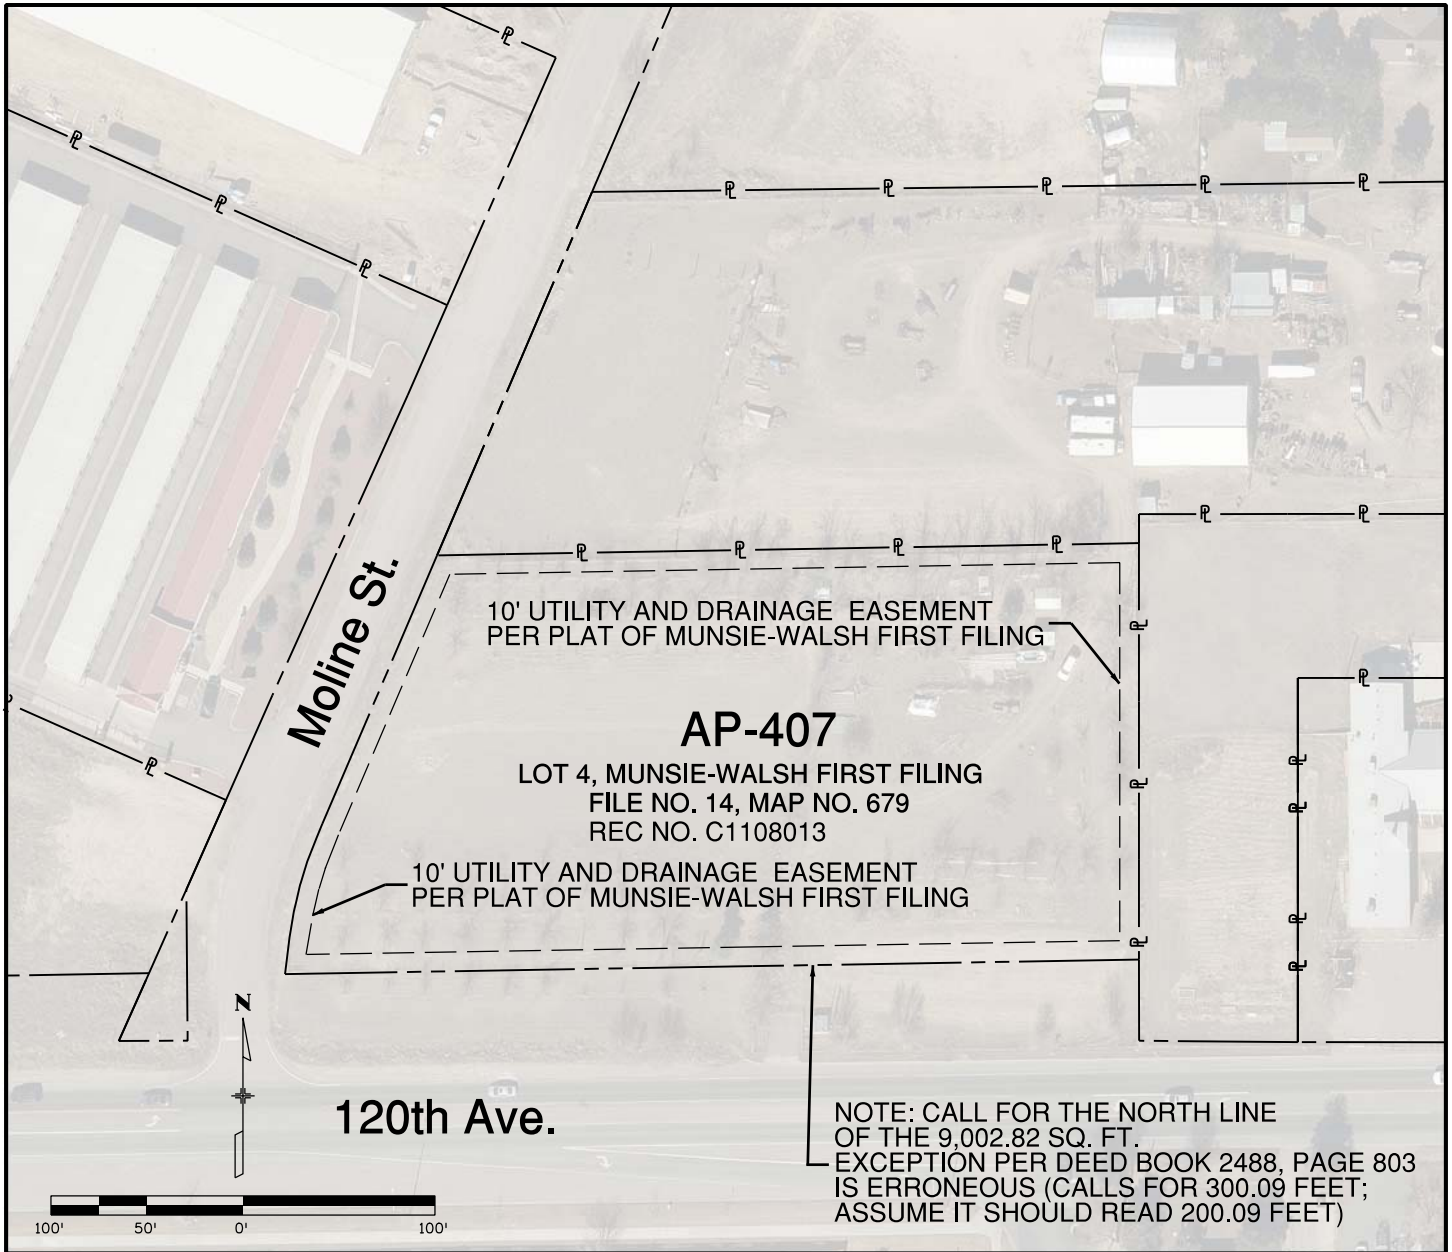 10' UTILITY AND DRAINAGE EASEMENT
PER PLAT OF MUNSIE-WALSH FIRST FILING
Moline St.
AP-407
LOT 4, MUNSIE-WALSH FIRST FILING
FILE NO. 14, MAP NO. 679
REC NO. C1108013
10' UTILITY AND DRAINAGE EASEMENT
PER PLAT OF MUNSIE-WALSH FIRST FILING
N
120th Ave.
NOTE: CALL FOR THE NORTH LINE
OF THE 9,002.82 SQ. FT.
EXCEPTION PER DEED BOOK 2488, PAGE 803
IS ERRONEOUS (CALLS FOR 300.09 FEET;
ASSUME IT SHOULD READ 200.09 FEET)
100' 50' 0' 100'